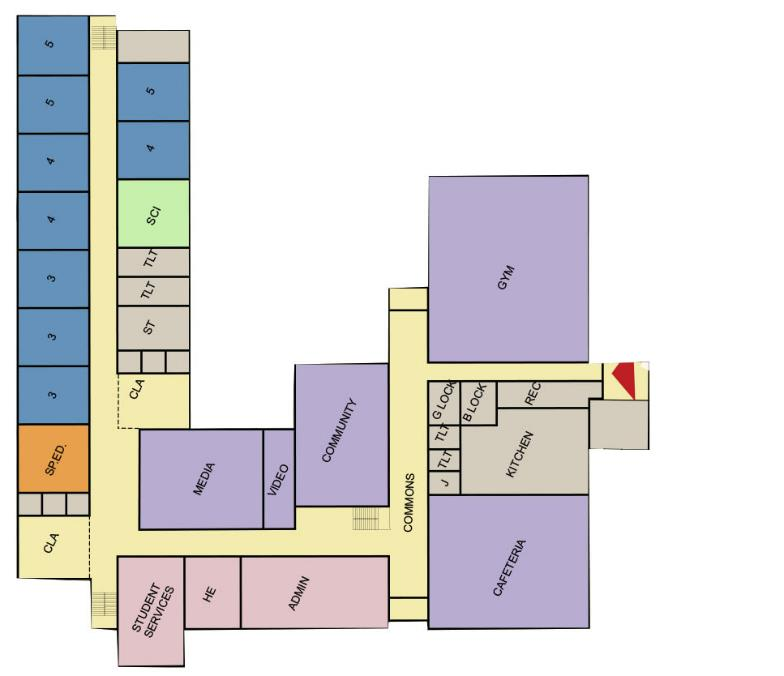 5
5
5
4
4
SCI
4
TLT
GYM
3
TLT
3
ST
3
CLA
G LOCK
B LOCK
REC
COMMUNITY
TLT
SP.ED.
MEDIA
VIDEO
TLT
KITCHEN
J
COMMONS
CLA
CAFETERIA
STUDENT
SERVICES
HE
ADMIN